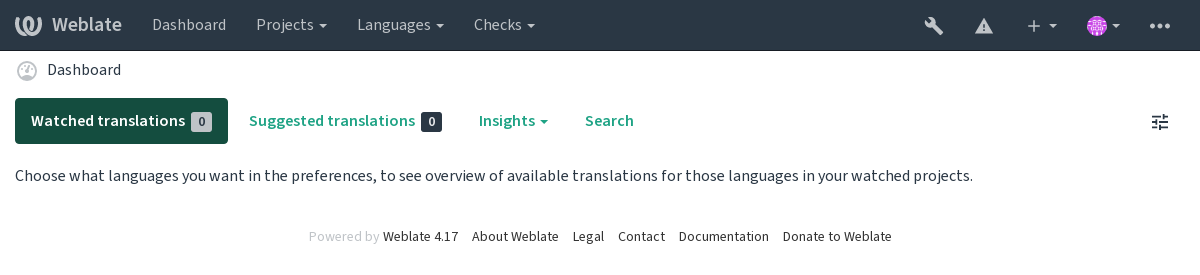 Weblate Dashboard Projects Languages Checks
Dashboard
Watched translations 0 Suggested translations 0 Insights Search
Choose what languages you want in the preferences, to see overview of available translations for those languages in your watched projects.
Powered by Weblate 4.17 About Weblate Legal Contact Documentation Donate to Weblate